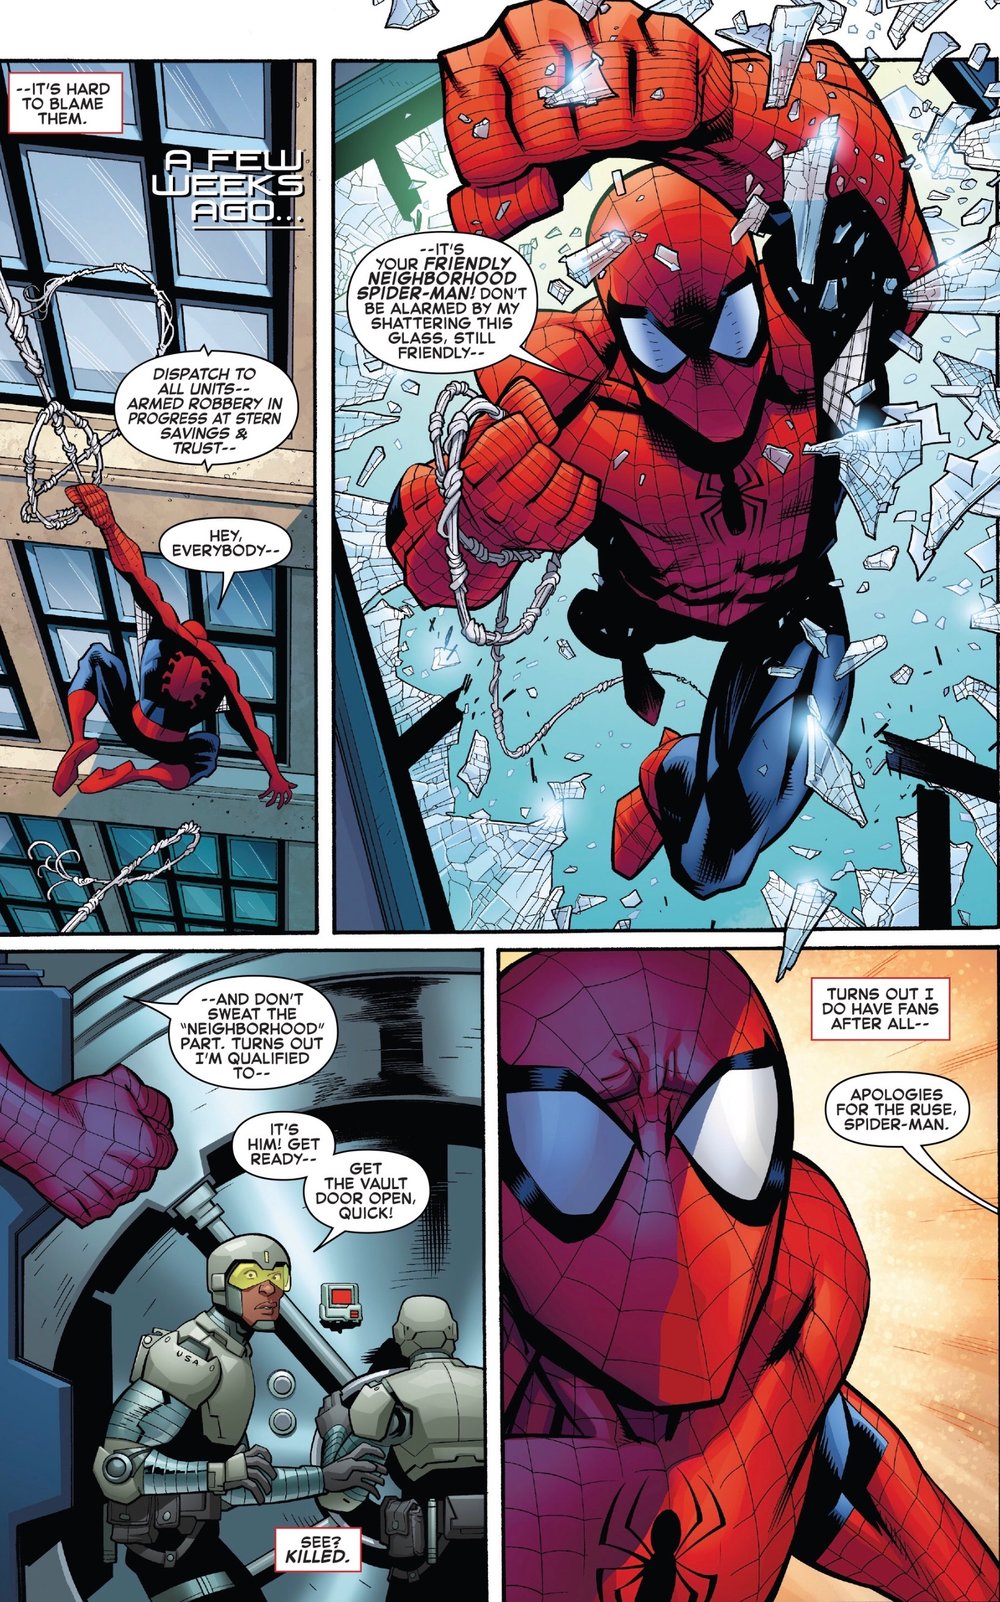 --IT'S HARD
TO BLAME
THEM.
A FEW
WEEKS
AGO...
DISPATCH TO
ALL UNITS--
ARMED ROBBERY IN
PROGRESS AT STERN
SAVINGS &
TRUST--
HEY,
EVERYBODY--
--IT'S
YOUR FRIENDLY
NEIGHBORHOOD
SPIDER-MAN! DON'T
BE ALARMED BY MY
SHATTERING THIS
GLASS, STILL
FRIENDLY--
--AND DON'T
SWEAT THE
"NEIGHBORHOOD"
PART. TURNS OUT
I'M QUALIFIED
TO--
IT'S
HIM! GET
READY--
GET
THE VAULT
DOOR OPEN,
QUICK!
USA
SEE?
KILLED.
TURNS OUT I
DO HAVE FANS
AFTER ALL--
APOLOGIES
FOR THE RUSE,
SPIDER-MAN.